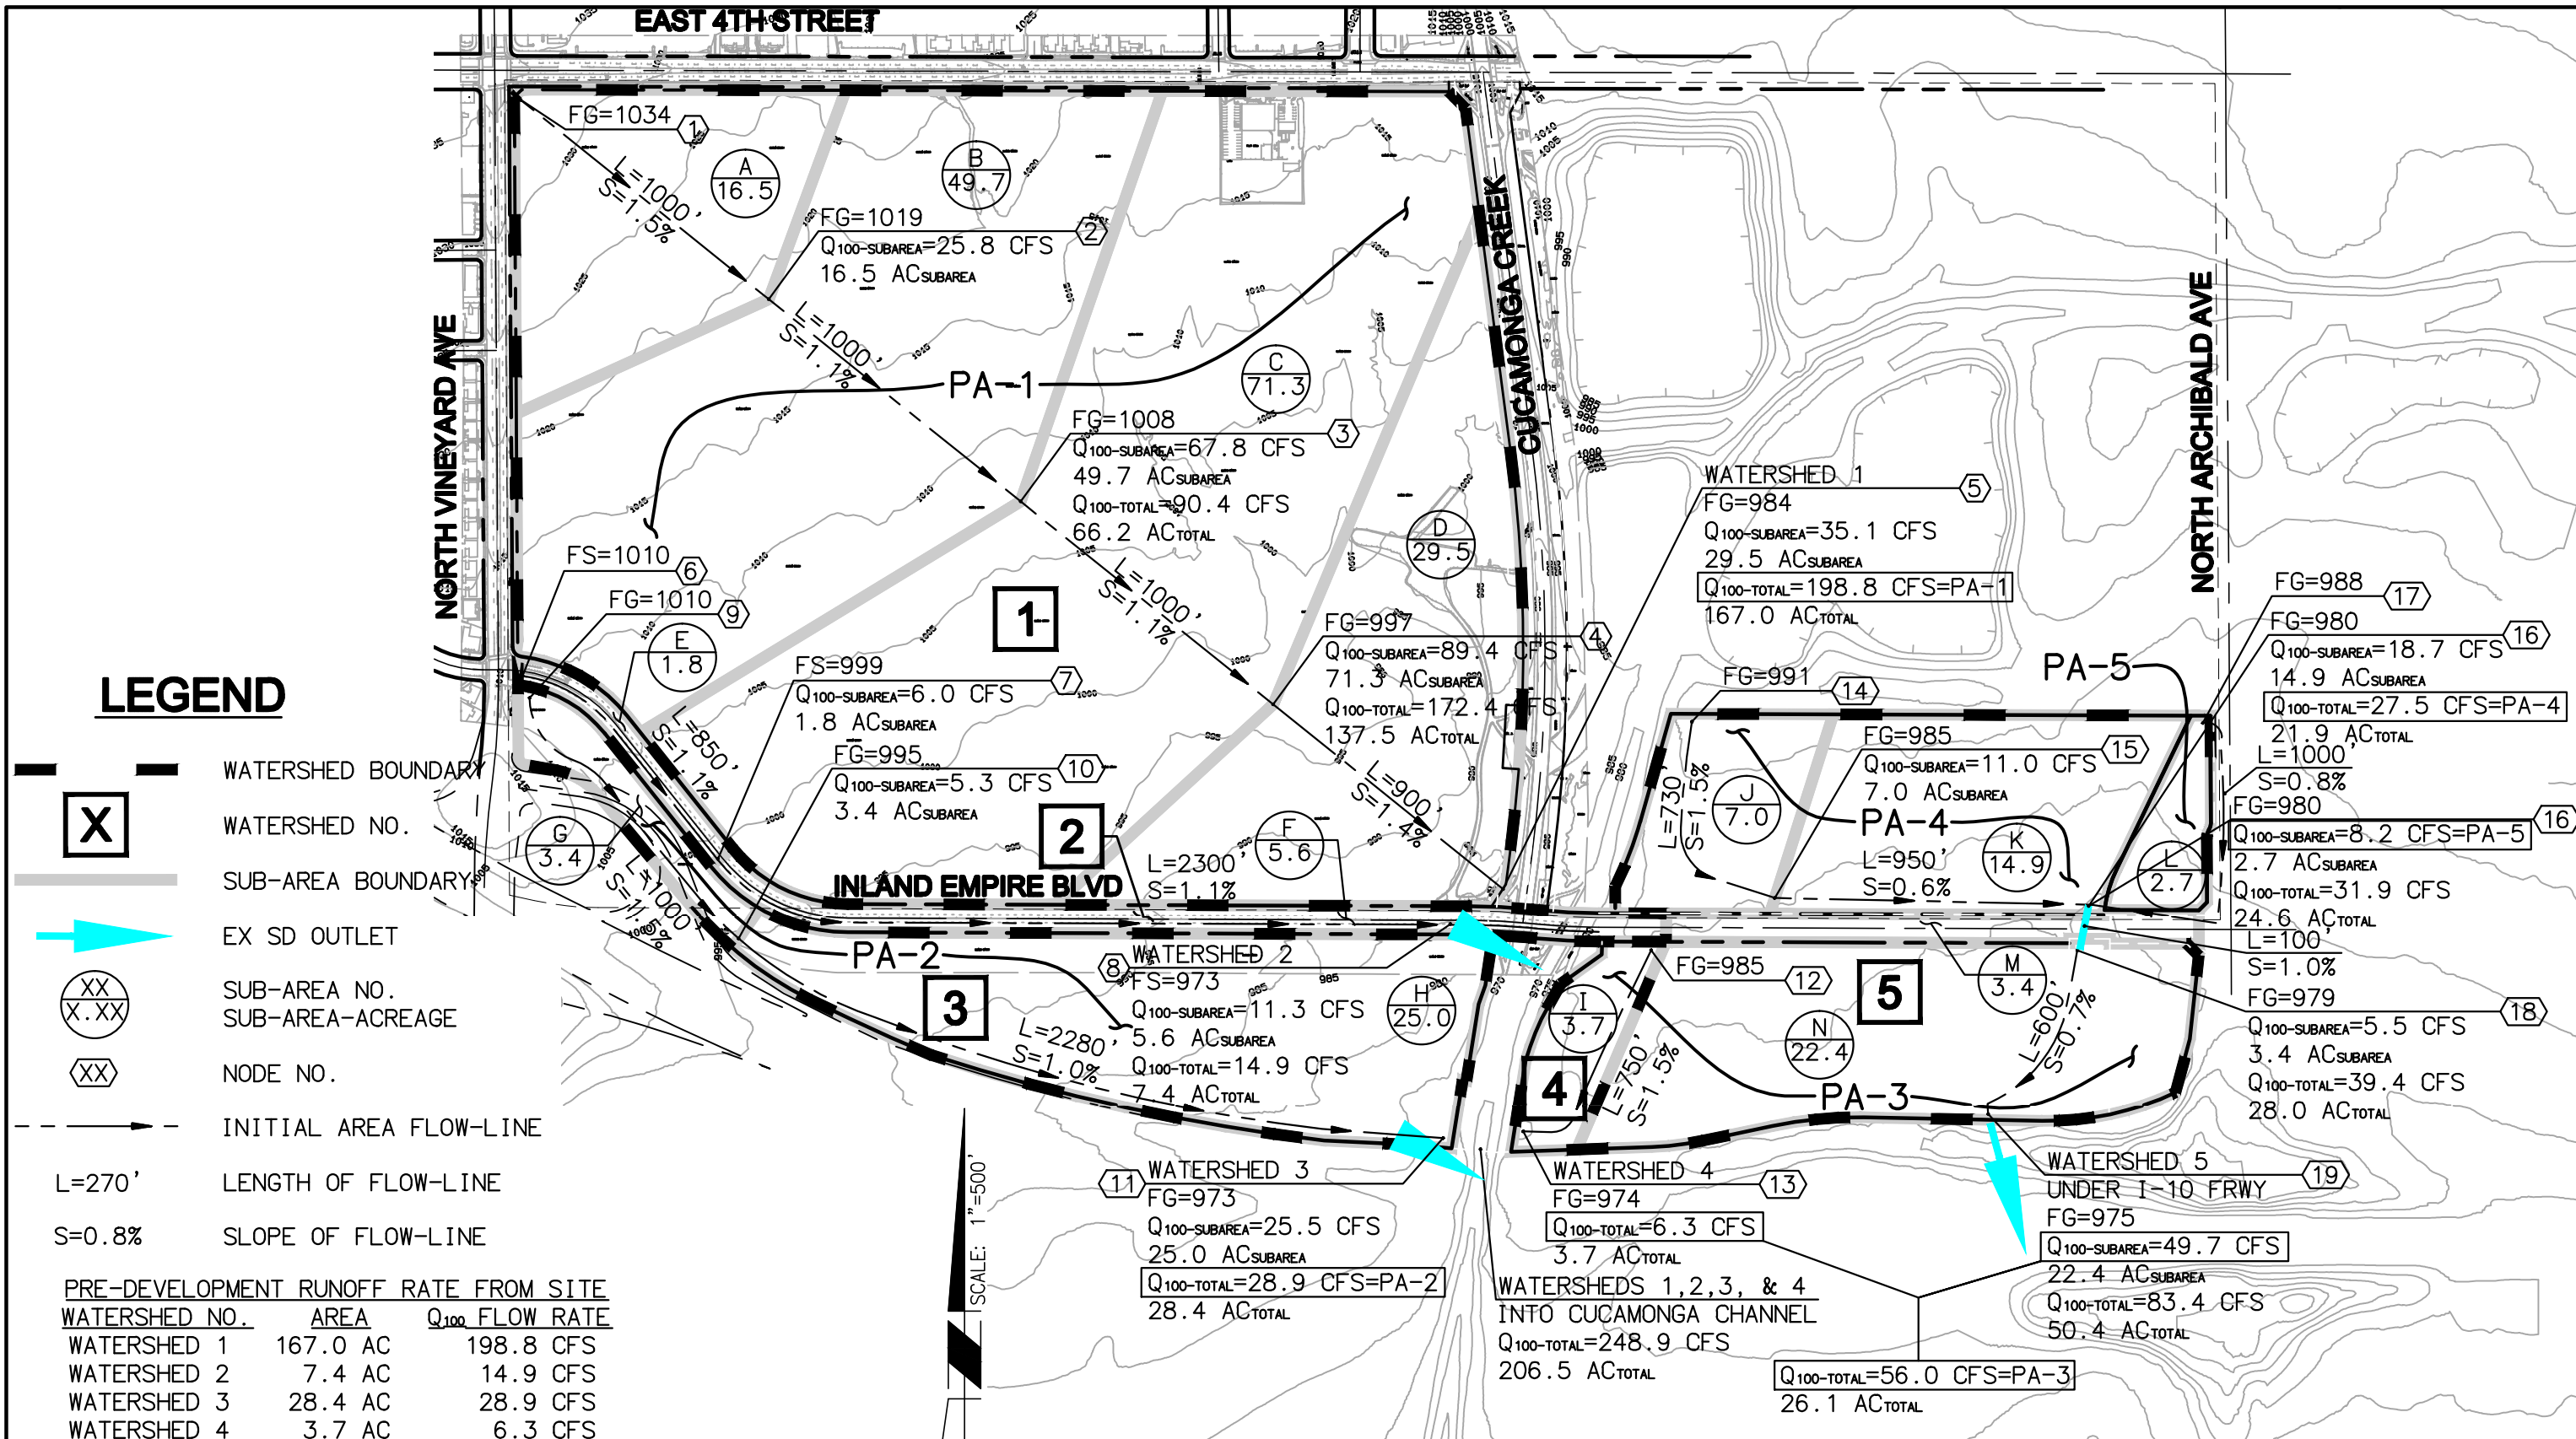 EAST 4TH STREET
NORTH VINEYARD AVE
CUCAMONGA CREEK
NORTH ARCHIBALD AVE
INLAND EMPIRE BLVD
FG=1034
1
L=1000'
S=1.5%
A
16.5
B
49.7
FG=1019
2
Q100-SUBAREA=25.8 CFS
16.5 ACSUBAREA
L=1000'
S=1.1%
PA-1
C
71.3
FG=1008
3
Q100-SUBAREA=67.8 CFS
49.7 ACSUBAREA
Q100-TOTAL=90.4 CFS
66.2 ACTOTAL
L=1000'
S=1.1%
D
29.5
WATERSHED 1
5
FG=984
Q100-SUBAREA=35.1 CFS
29.5 ACSUBAREA
Q100-TOTAL=198.8 CFS=PA-1
167.0 ACTOTAL
FS=1010
6
FG=1010
9
E
1.8
1
FG=997
4
Q100-SUBAREA=89.4 CFS
71.3 ACSUBAREA
Q100-TOTAL=172.4 CFS
137.5 ACTOTAL
L=900'
S=1.4%
FS=999
7
Q100-SUBAREA=6.0 CFS
1.8 ACSUBAREA
L=850'
S=1.1%
FG=995
10
Q100-SUBAREA=5.3 CFS
3.4 ACSUBAREA
G
3.4
L=1000'
S=1.5%
2
F
5.6
L=2300'
S=1.1%
FG=988
17
FG=980
16
Q100-SUBAREA=18.7 CFS
14.9 ACSUBAREA
Q100-TOTAL=27.5 CFS=PA-4
21.9 ACTOTAL
L=1000'
S=0.8%
FG=980
16
Q100-SUBAREA=8.2 CFS=PA-5
2.7 ACSUBAREA
Q100-TOTAL=31.9 CFS
24.6 ACTOTAL
L=100'
S=1.0%
FG=979
18
Q100-SUBAREA=5.5 CFS
3.4 ACSUBAREA
Q100-TOTAL=39.4 CFS
28.0 ACTOTAL
PA-5
FG=991
14
FG=985
15
Q100-SUBAREA=11.0 CFS
7.0 ACSUBAREA
L=730'
S=1.5%
J
7.0
PA-4
L=950'
S=0.6%
K
14.9
L
2.7
PA-2
3
L=2280'
S=1.0%
8
WATERSHED 2
FS=973
Q100-SUBAREA=11.3 CFS
5.6 ACSUBAREA
Q100-TOTAL=14.9 CFS
7.4 ACTOTAL
H
25.0
I
3.7
FG=985
12
4
L=750'
S=1.5%
5
N
22.4
M
3.4
L=600'
S=0.7%
PA-3
11
WATERSHED 3
FG=973
Q100-SUBAREA=25.5 CFS
25.0 ACSUBAREA
Q100-TOTAL=28.9 CFS=PA-2
28.4 ACTOTAL
WATERSHED 4
13
FG=974
Q100-TOTAL=6.3 CFS
3.7 ACTOTAL
WATERSHEDS 1,2,3, & 4
INTO CUCAMONGA CHANNEL
Q100-TOTAL=248.9 CFS
206.5 ACTOTAL
WATERSHED 5
19
UNDER I-10 FRWY
FG=975
Q100-SUBAREA=49.7 CFS
22.4 ACSUBAREA
Q100-TOTAL=83.4 CFS
50.4 ACTOTAL
Q100-TOTAL=56.0 CFS=PA-3
26.1 ACTOTAL
SCALE: 1"=500'
LEGEND
WATERSHED BOUNDARY
X
WATERSHED NO.
SUB-AREA BOUNDARY
EX SD OUTLET
XX
X.XX
SUB-AREA NO.
SUB-AREA-ACREAGE
XX
NODE NO.
INITIAL AREA FLOW-LINE
L=270'
LENGTH OF FLOW-LINE
S=0.8%
SLOPE OF FLOW-LINE
PRE-DEVELOPMENT RUNOFF RATE FROM SITE
WATERSHED NO. AREA Q100 FLOW RATE
WATERSHED 1 167.0 AC 198.8 CFS
WATERSHED 2 7.4 AC 14.9 CFS
WATERSHED 3 28.4 AC 28.9 CFS
WATERSHED 4 3.7 AC 6.3 CFS